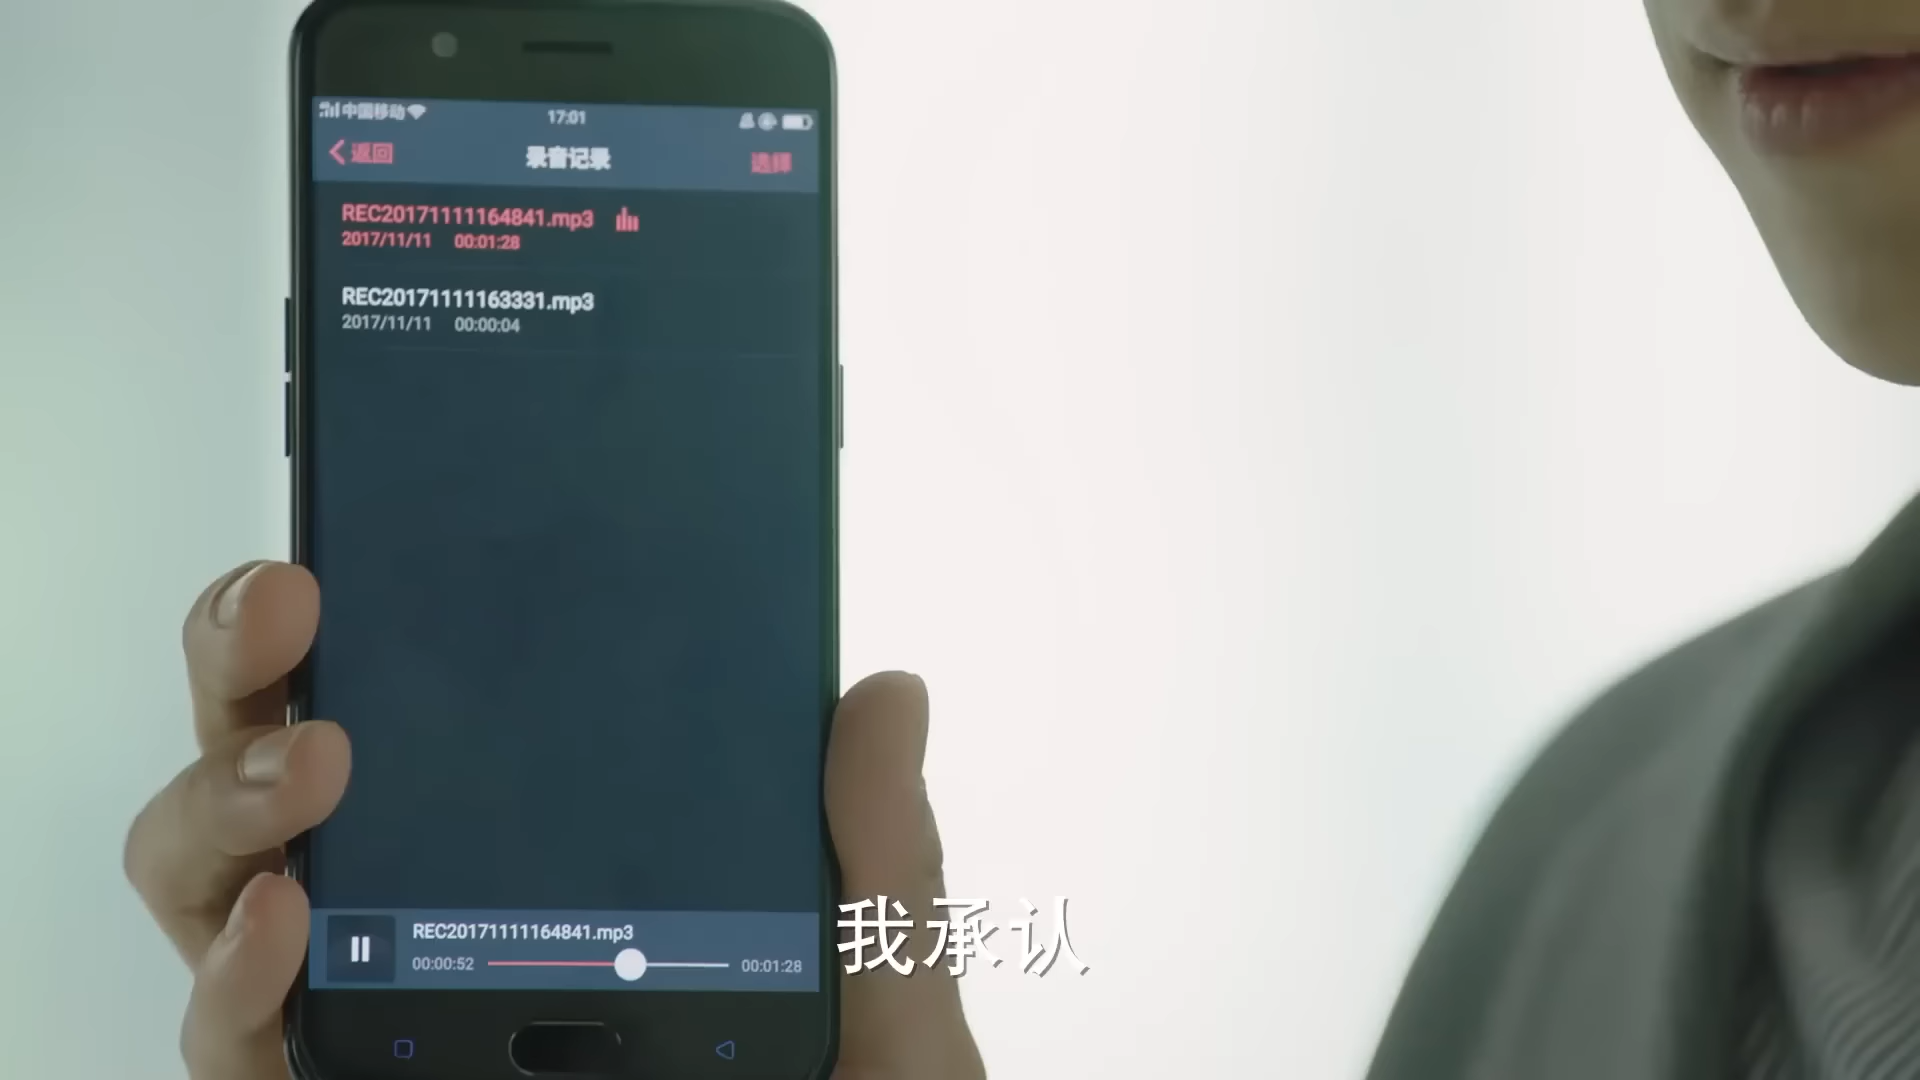 中国移动
17:01
返回
录音记录
选择
REC20171111164841.mp3
2017/11/11 00:01:28
REC20171111163331.mp3
2017/11/11 00:00:04
REC20171111164841.mp3
00:00:52
00:01:28
我承认